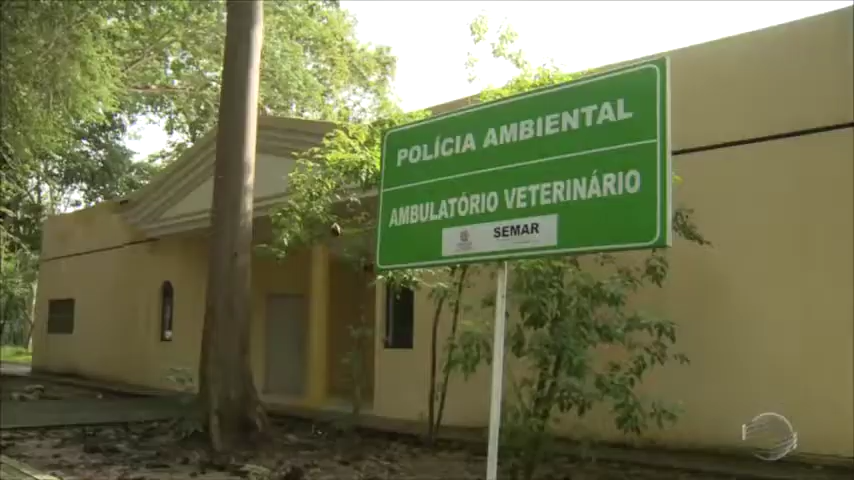 POLÍCIA AMBIENTAL
AMBULATÓRIO VETERINÁRIO
SEMAR